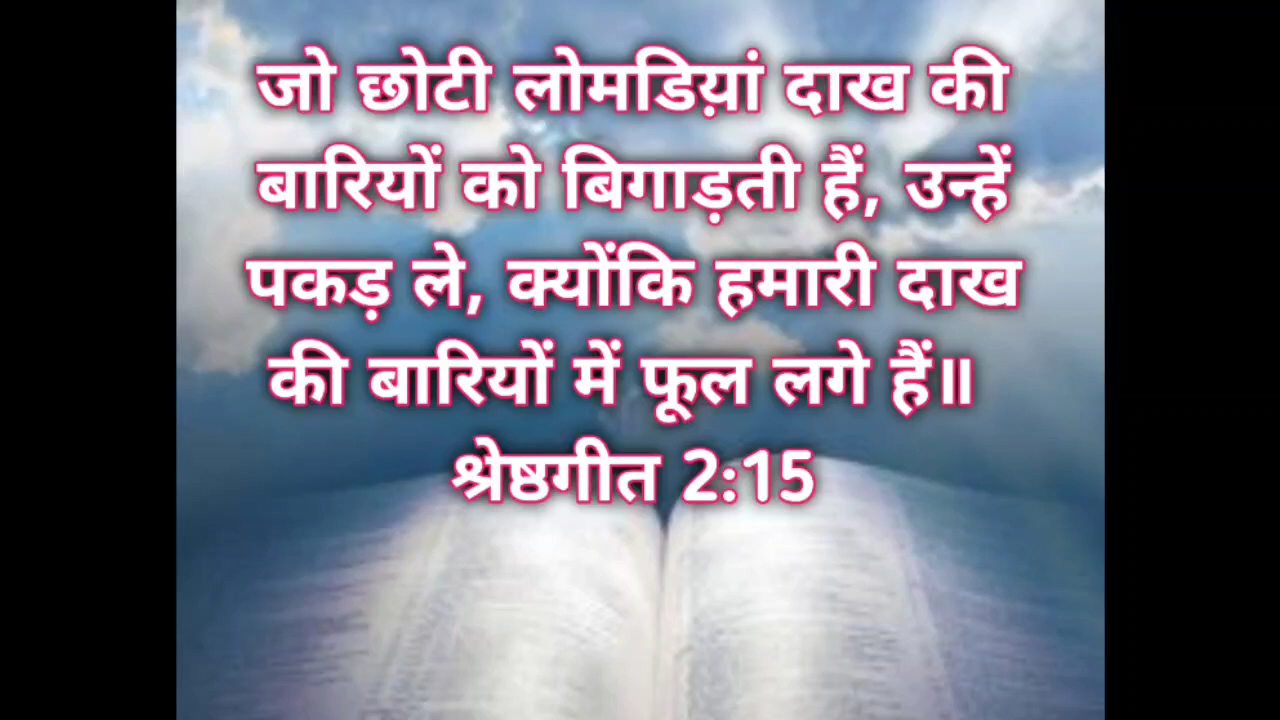 जो छोटी लोमडिय़ां दाख की
बारियों को बिगाड़ती हैं, उन्हें
पकड़ ले, क्योंकि हमारी दाख
की बारियों में फूल लगे हैं॥
श्रेष्ठगीत 2:15